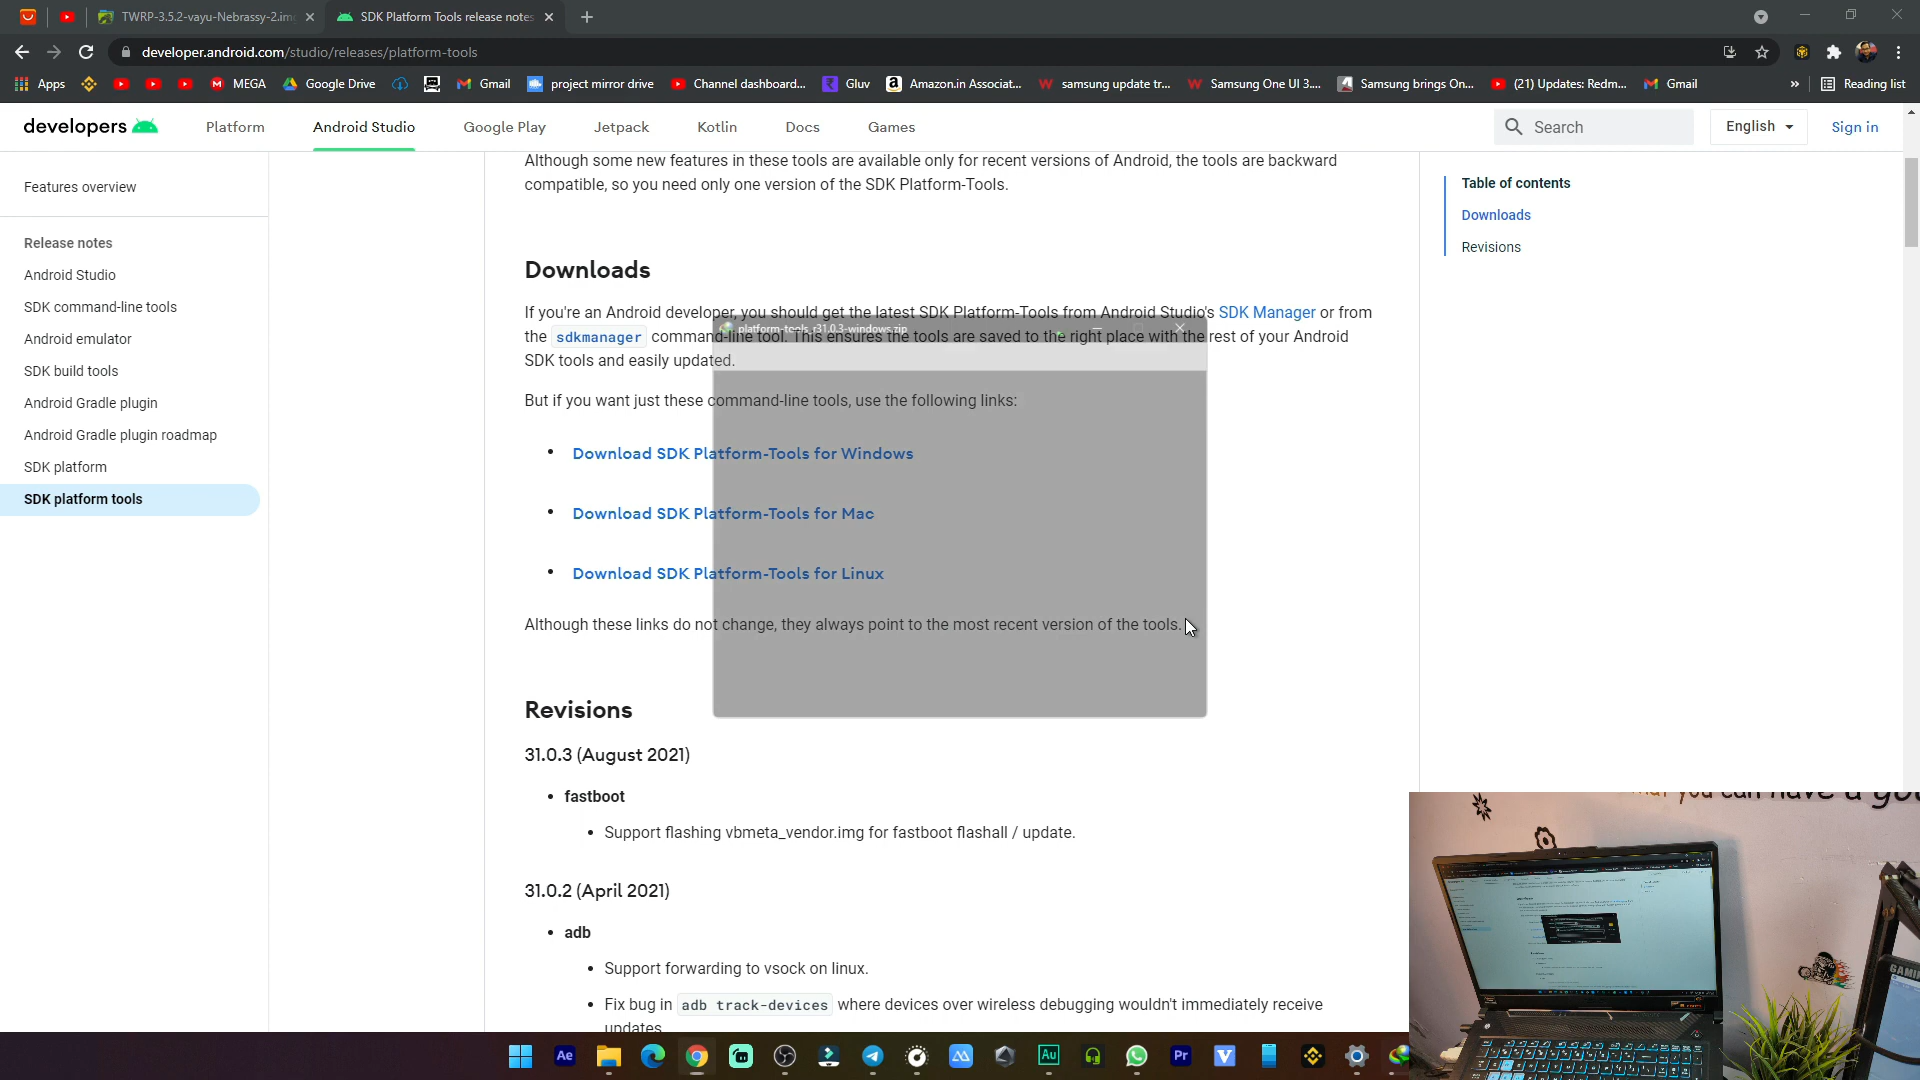 TWRP-3.5.2-vayu-Nebrassy-2.im
SDK Platform Tools release notes
developer.android.com/studio/releases/platform-tools
Apps MEGA Google Drive Gmail project mirror drive Channel dashboard... Gluv Amazon.in Associat... samsung update tr... Samsung One UI 3.... Samsung brings On... (21) Updates: Redm... Gmail » Reading list
developers Platform Android Studio Google Play Jetpack Kotlin Docs Games Search English Sign in
Features overview
Release notes
Android Studio
SDK command-line tools
Android emulator
SDK build tools
Android Gradle plugin
Android Gradle plugin roadmap
SDK platform
SDK platform tools
Although some new features in these tools are available only for recent versions of Android, the tools are backward
compatible, so you need only one version of the SDK Platform-Tools.
Downloads
If you're an Android developer, you should get the latest SDK Platform-Tools from Android Studio's SDK Manager or from
the sdkmanager command-line tool. This ensures the tools are saved to the right place with the rest of your Android
SDK tools and easily updated.
platform-tools_r31.0.3-windows.zip
But if you want just these command-line tools, use the following links:
• Download SDK Platform-Tools for Windows
• Download SDK Platform-Tools for Mac
• Download SDK Platform-Tools for Linux
Although these links do not change, they always point to the most recent version of the tools.
Revisions
31.0.3 (August 2021)
• fastboot
• Support flashing vbmeta_vendor.img for fastboot flashall / update.
31.0.2 (April 2021)
• adb
• Support forwarding to vsock on linux.
• Fix bug in adb track-devices where devices over wireless debugging wouldn't immediately receive
updates.
Table of contents
Downloads
Revisions
you can have a
GAMI
Ae Au Pr